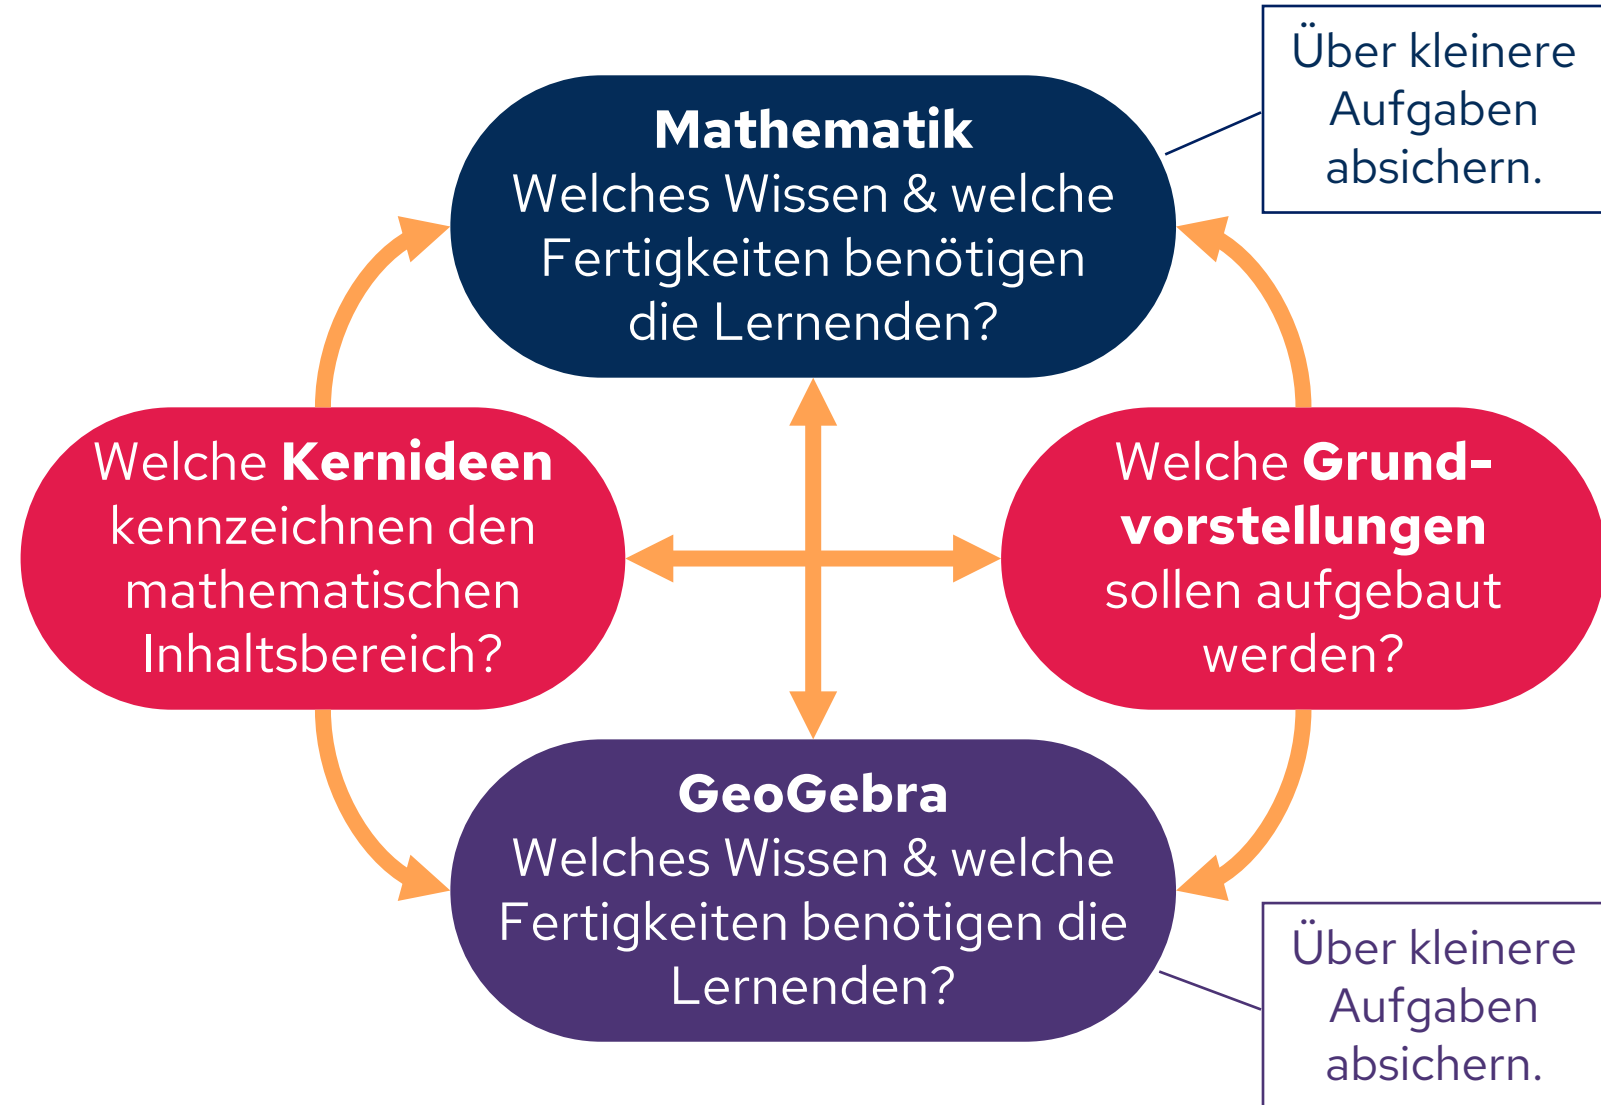 Über kleinere
Aufgaben
absichern.
Mathematik
Welches Wissen & welche
Fertigkeiten benötigen
die Lernenden?
Welche Kernideen
kennzeichnen den
mathematischen
Inhaltsbereich?
Welche Grund-
vorstellungen
sollen aufgebaut
werden?
GeoGebra
Welches Wissen & welche
Fertigkeiten benötigen die
Lernenden?
Über kleinere
Aufgaben
absichern.